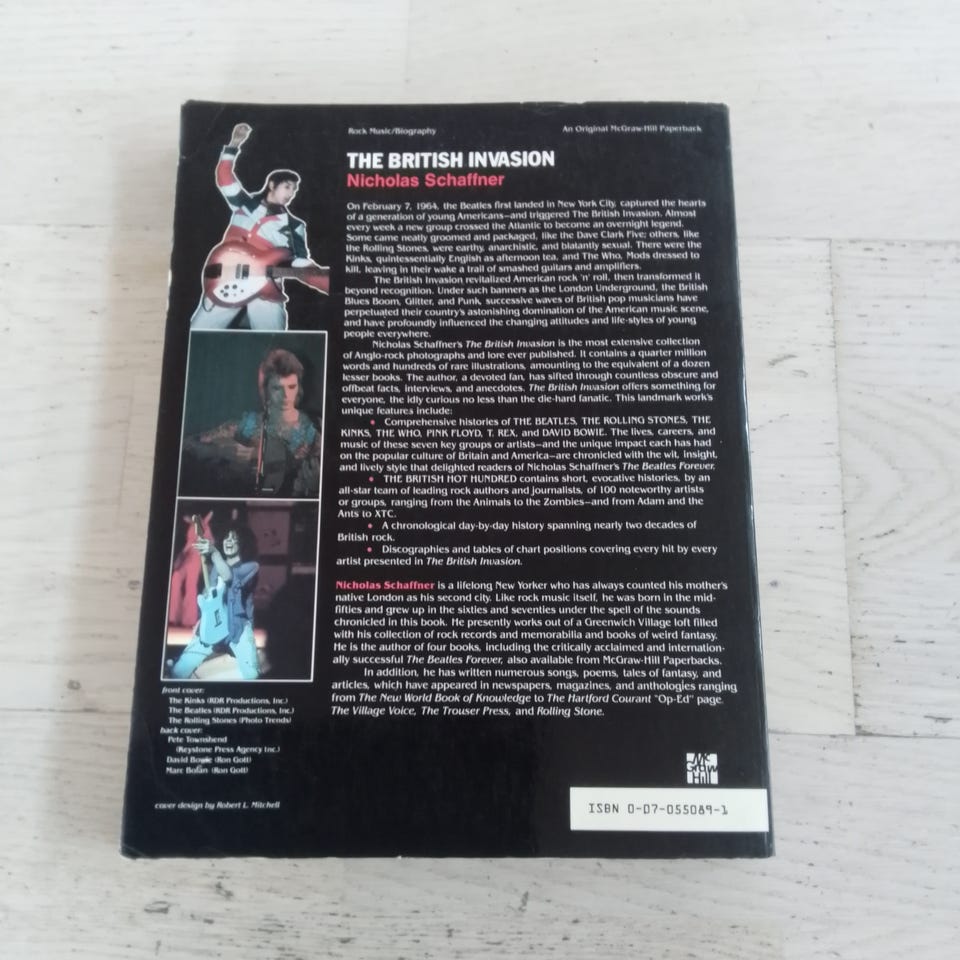 Rock Music/Biography
An Original McGraw-Hill Paperback
THE BRITISH INVASION
Nicholas Schaffner
On February 7, 1964, the Beatles first landed in New York City, captured the hearts
of a generation of young Americans—and triggered The British Invasion. Almost
every week a new group crossed the Atlantic to become an overnight legend.
Some came neatly groomed and packaged, like the Dave Clark Five; others, like
the Rolling Stones, were earthy, anarchistic, and blatantly sexual. There were the
Kinks, quintessentially English as afternoon tea, and The Who, Mods dressed to
kill, leaving in their wake a trail of smashed guitars and amplifiers.
The British Invasion revitalized American rock 'n' roll, then transformed it
beyond recognition. Under such banners as the London Underground, the British
Blues Boom, Glitter, and Punk, successive waves of British pop musicians have
perpetuated their country's astonishing domination of the American music scene,
and have profoundly influenced the changing attitudes and life-styles of young
people everywhere.
Nicholas Schaffner's The British Invasion is the most extensive collection
of Anglo-rock photographs and lore ever published. It contains a quarter million
words and hundreds of rare illustrations, amounting to the equivalent of a dozen
lesser books. The author, a devoted fan, has sifted through countless obscure and
offbeat facts, interviews, and anecdotes. The British Invasion offers something for
everyone, the idly curious no less than the die-hard fanatic. This landmark work's
unique features include:
• Comprehensive histories of THE BEATLES, THE ROLLING STONES, THE
KINKS, THE WHO, PINK FLOYD, T. REX, and DAVID BOWIE. The lives, careers, and
music of these seven key groups or artists—and the unique impact each has had
on the popular culture of Britain and America—are chronicled with the wit, insight,
and lively style that delighted readers of Nicholas Schaffner's The Beatles Forever.
• THE BRITISH HOT HUNDRED contains short, evocative histories, by an
all-star team of leading rock authors and journalists, of 100 noteworthy artists
or groups, ranging from the Animals to the Zombies—and from Adam and the
Ants to XTC.
• A chronological day-by-day history spanning nearly two decades of
British rock.
• Discographies and tables of chart positions covering every hit by every
artist presented in The British Invasion.
Nicholas Schaffner is a lifelong New Yorker who has always counted his mother's
native London as his second city. Like rock music itself, he was born in the mid-
fifties and grew up in the sixties and seventies under the spell of the sounds
chronicled in this book. He presently works out of a Greenwich Village loft filled
with his collection of rock records and memorabilia and books of weird fantasy.
He is the author of four books, including the critically acclaimed and internation-
ally successful The Beatles Forever, also available from McGraw-Hill Paperbacks.
In addition, he has written numerous songs, poems, tales of fantasy, and
articles, which have appeared in newspapers, magazines, and anthologies ranging
from The New World Book of Knowledge to The Hartford Courant "Op-Ed" page,
The Village Voice, The Trouser Press, and Rolling Stone.
front cover:
The Kinks (RDR Productions, Inc.)
The Beatles (RDR Productions, Inc.)
The Rolling Stones (Photo Trends)
back cover:
Pete Townshend
(Keystone Press Agency Inc.)
David Bowie (Ron Gott)
Marc Bolan (Ron Gott)
cover design by Robert L. Mitchell
Mc
Graw
Hill
ISBN 0-07-055089-1